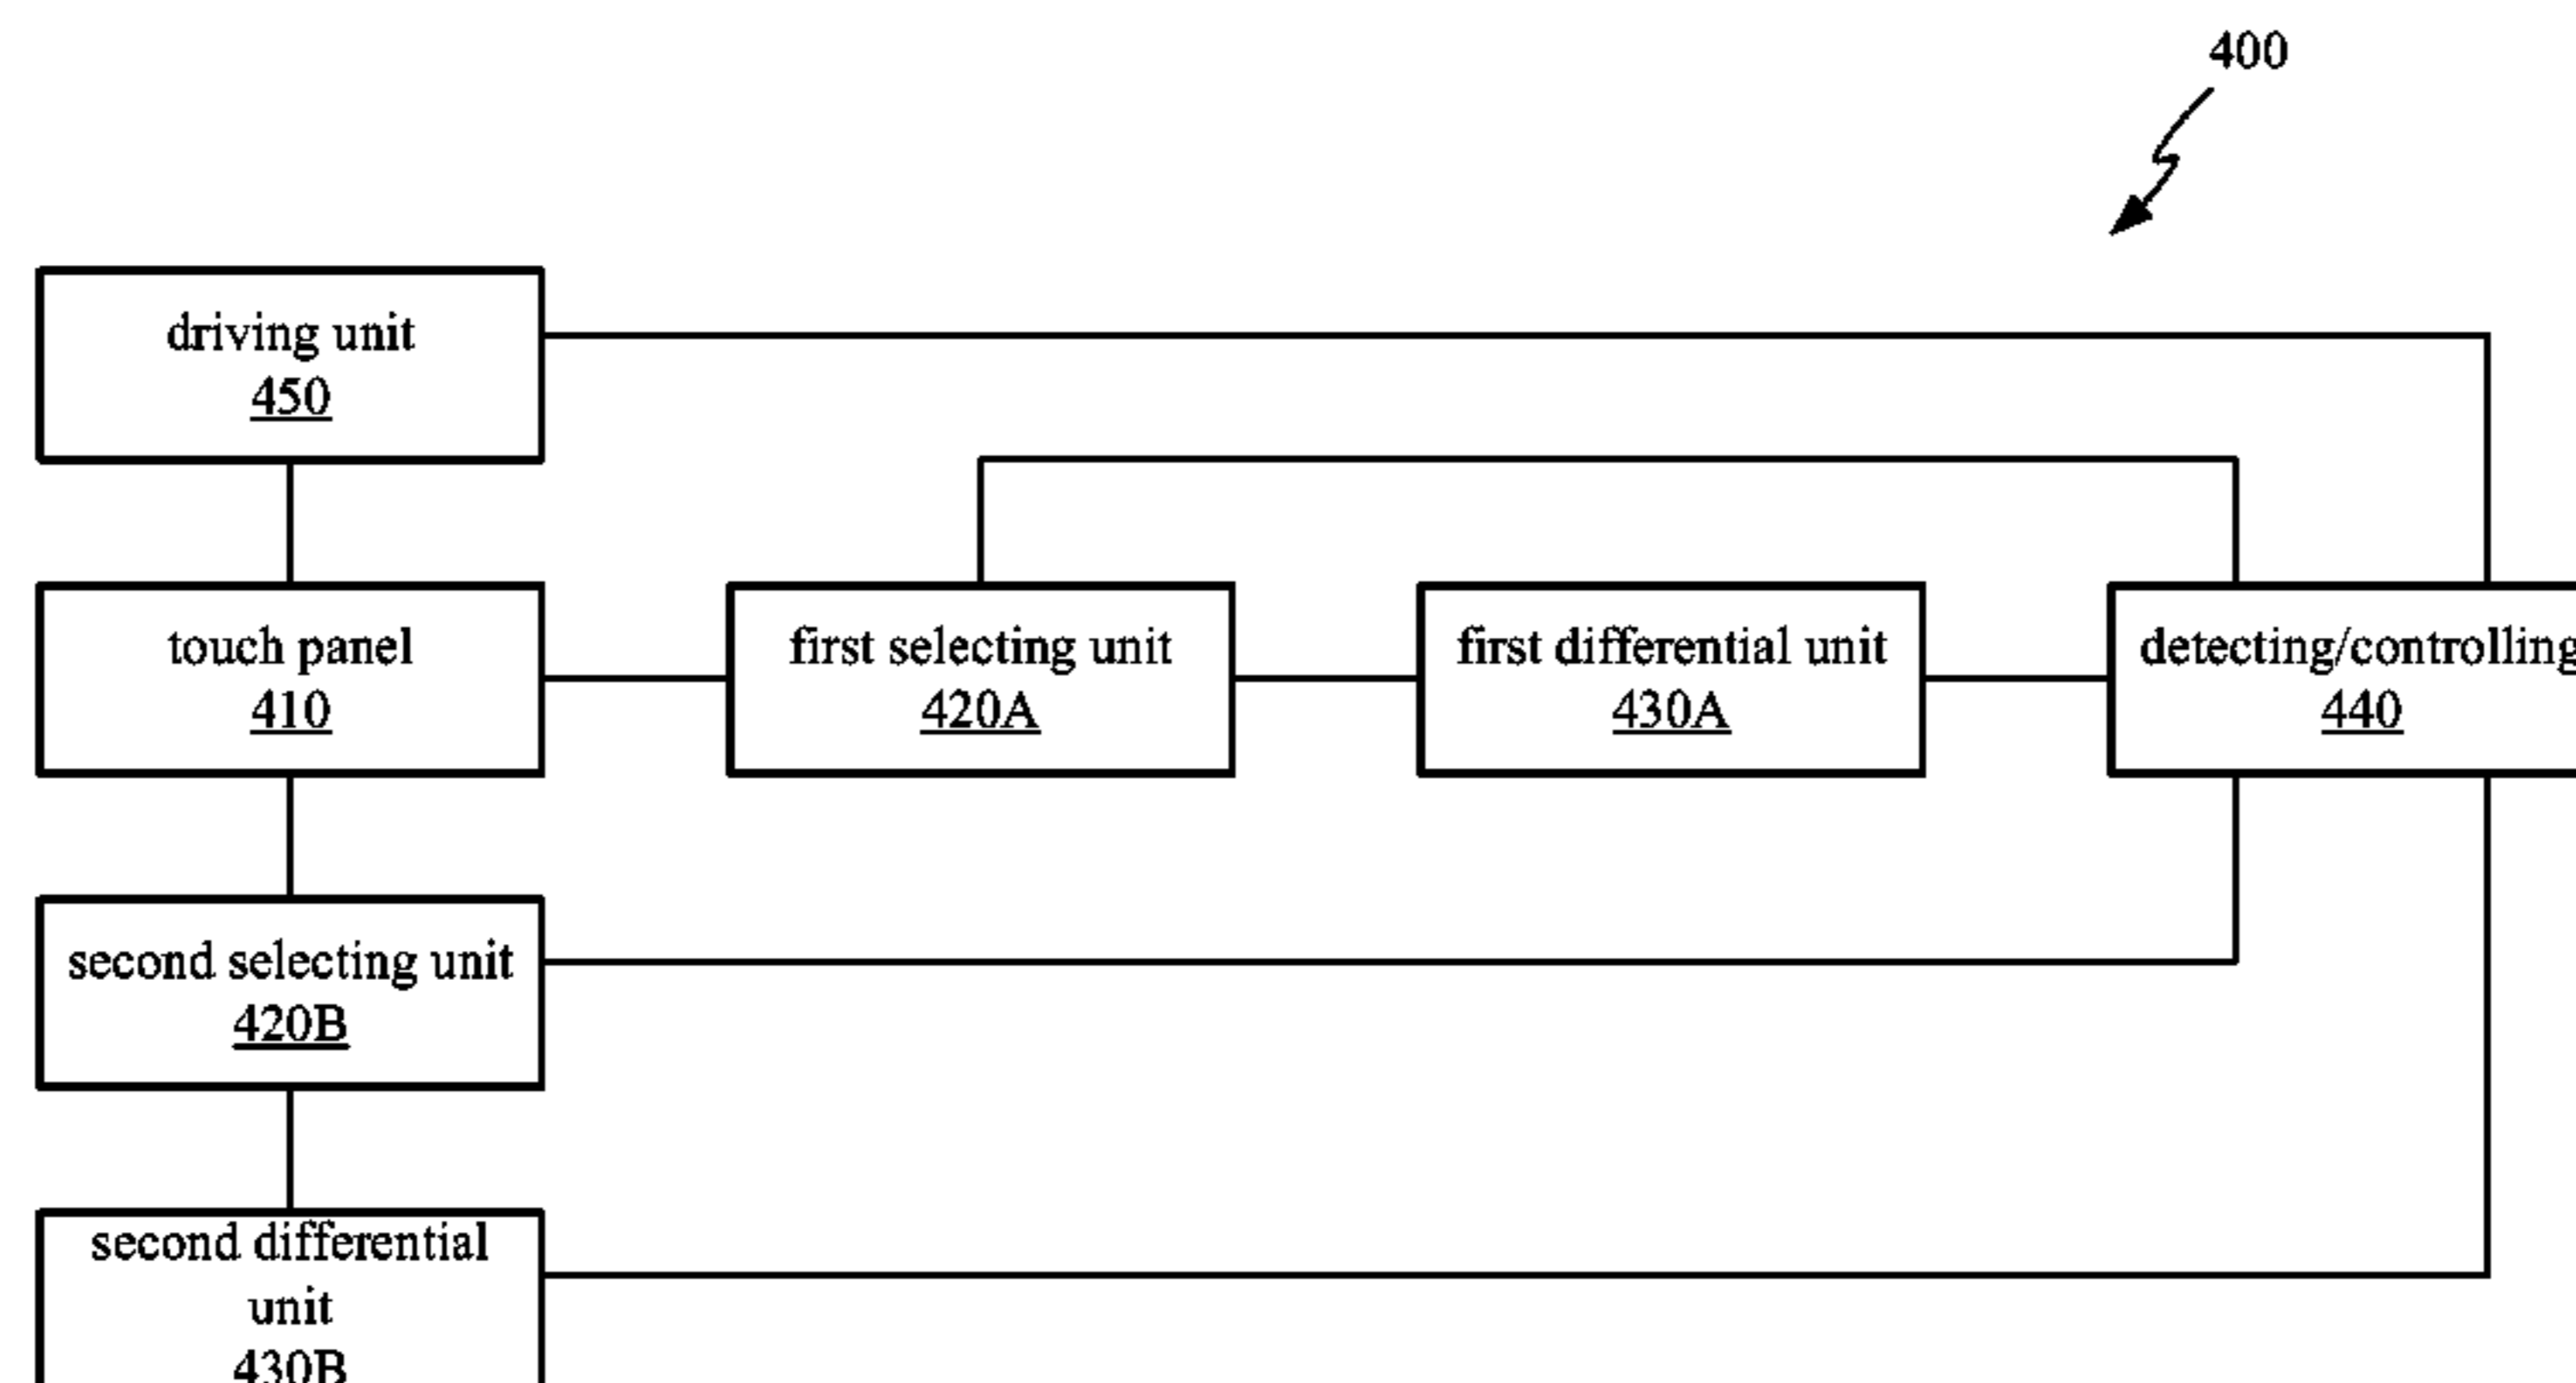 400
driving unit
450
touch panel
410
first selecting unit
420A
first differential unit
430A
detecting/controlling
440
second selecting unit
420B
second differential
unit
430B